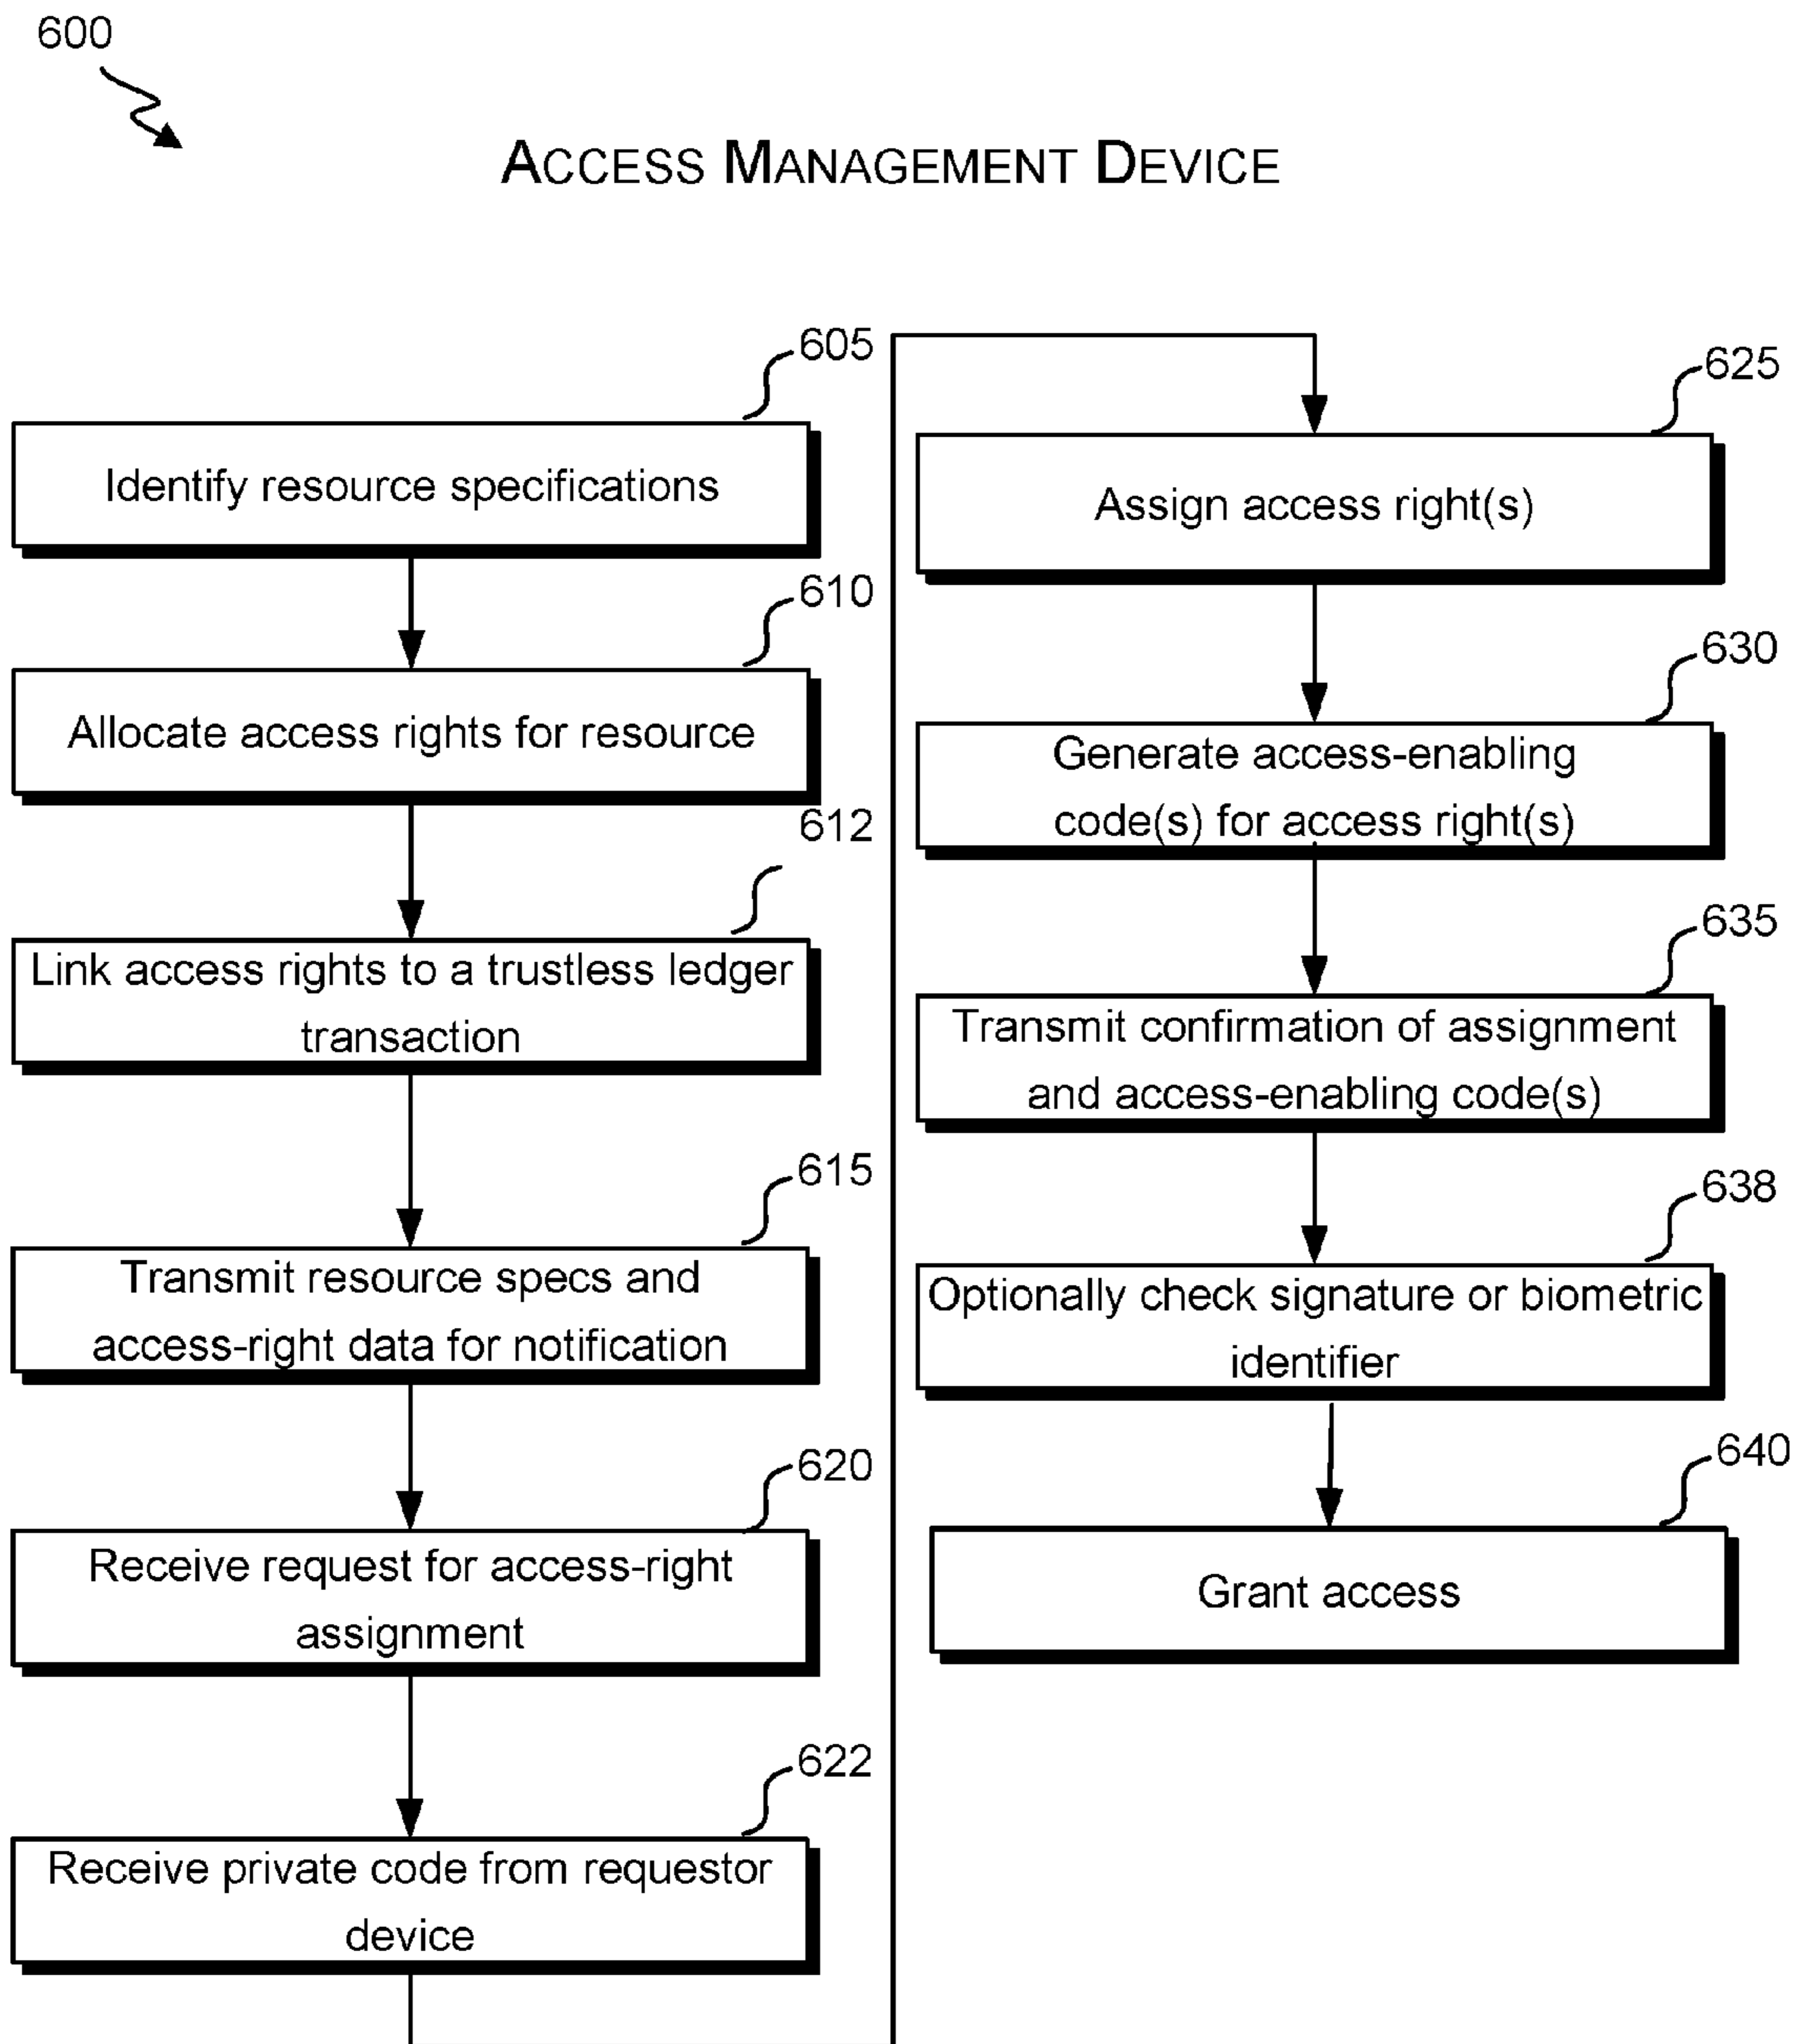 600
ACCESS MANAGEMENT DEVICE
605
Identify resource specifications
610
Allocate access rights for resource
612
Link access rights to a trustless ledger
transaction
615
Transmit resource specs and
access-right data for notification
620
Receive request for access-right
assignment
622
Receive private code from requestor
device
625
Assign access right(s)
630
Generate access-enabling
code(s) for access right(s)
635
Transmit confirmation of assignment
and access-enabling code(s)
638
Optionally check signature or biometric
identifier
640
Grant access